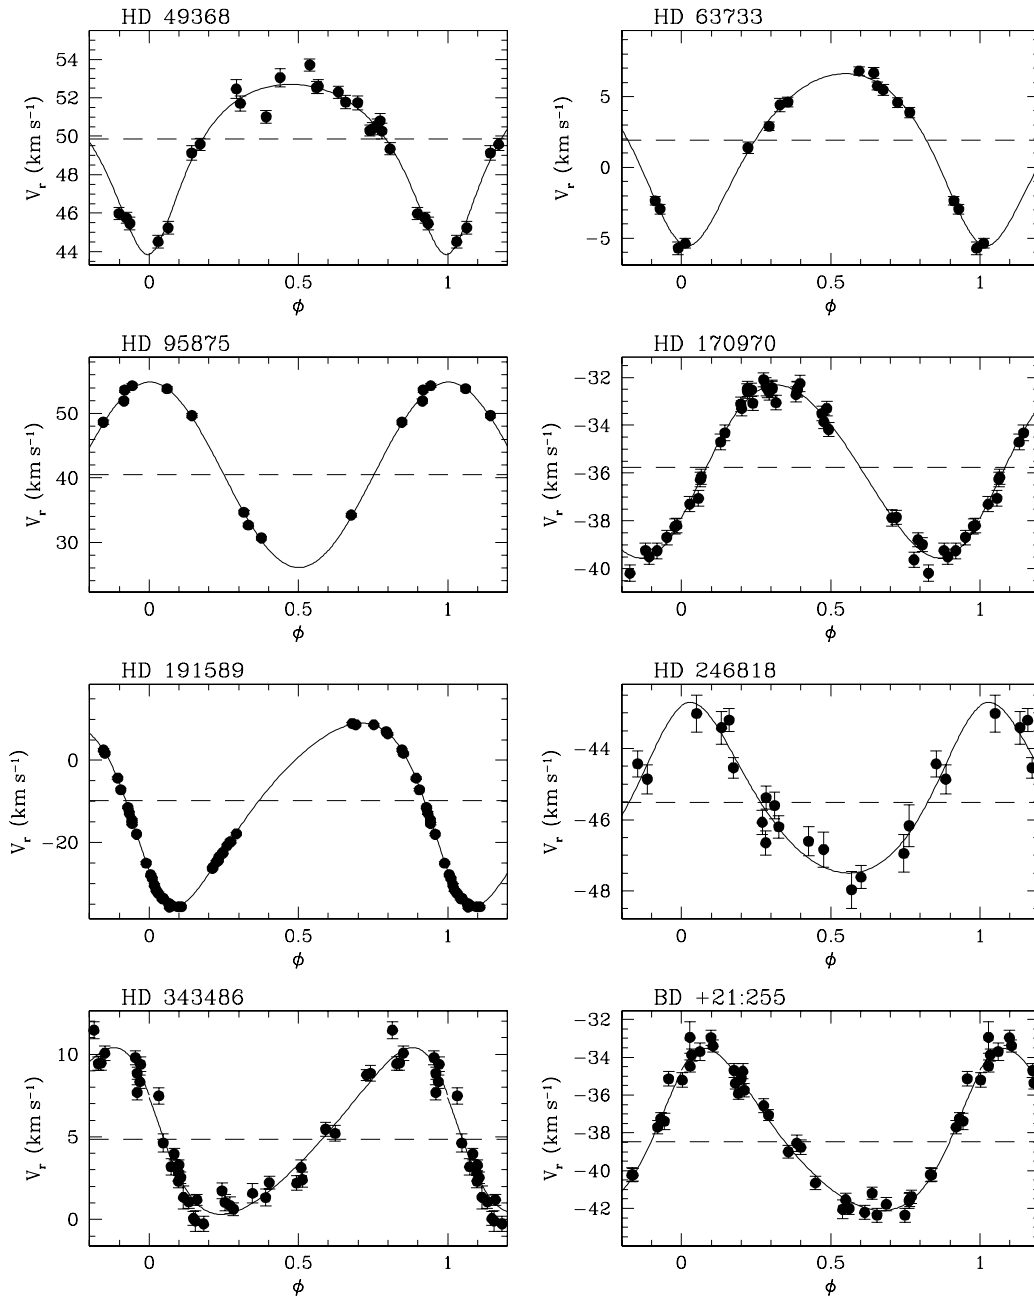 HD 49368
54
52
50
48
46
44
V_r (km s⁻¹)
0
0.5
1
ϕ
HD 63733
5
0
−5
V_r (km s⁻¹)
0
0.5
1
ϕ
HD 95875
50
40
30
V_r (km s⁻¹)
0
0.5
1
ϕ
HD 170970
−32
−34
−36
−38
−40
V_r (km s⁻¹)
0
0.5
1
ϕ
HD 191589
0
−20
V_r (km s⁻¹)
0
0.5
1
ϕ
HD 246818
−44
−46
−48
V_r (km s⁻¹)
0
0.5
1
ϕ
HD 343486
10
5
0
V_r (km s⁻¹)
0
0.5
1
ϕ
BD +21:255
−32
−34
−36
−38
−40
−42
V_r (km s⁻¹)
0
0.5
1
ϕ